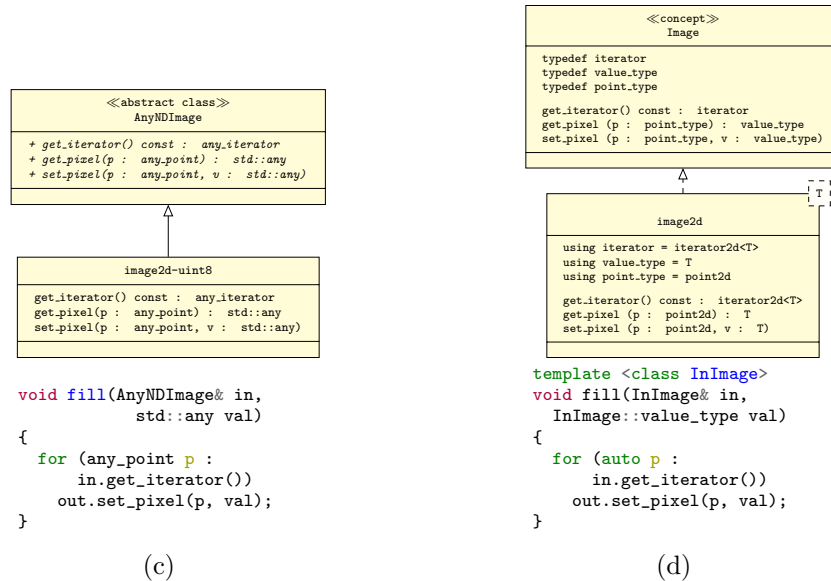 ≪abstract class≫
AnyNDImage
+ get_iterator() const : any_iterator
+ get_pixel(p : any_point) : std::any
+ set_pixel(p : any_point, v : std::any)
image2d-uint8
get_iterator() const : any_iterator
get_pixel(p : any_point) : std::any
set_pixel(p : any_point, v : std::any)
void fill(AnyNDImage& in,
std::any val)
{
for (any_point p :
in.get_iterator())
out.set_pixel(p, val);
}
(c)
≪concept≫
Image
typedef iterator
typedef value_type
typedef point_type
get_iterator() const : iterator
get_pixel (p : point_type) : value_type
set_pixel (p : point_type, v : value_type)
T
image2d
using iterator = iterator2d<T>
using value_type = T
using point_type = point2d
get_iterator() const : iterator2d<T>
get_pixel (p : point2d) : T
set_pixel (p : point2d, v : T)
template <class InImage>
void fill(InImage& in,
InImage::value_type val)
{
for (auto p :
in.get_iterator())
out.set_pixel(p, val);
}
(d)